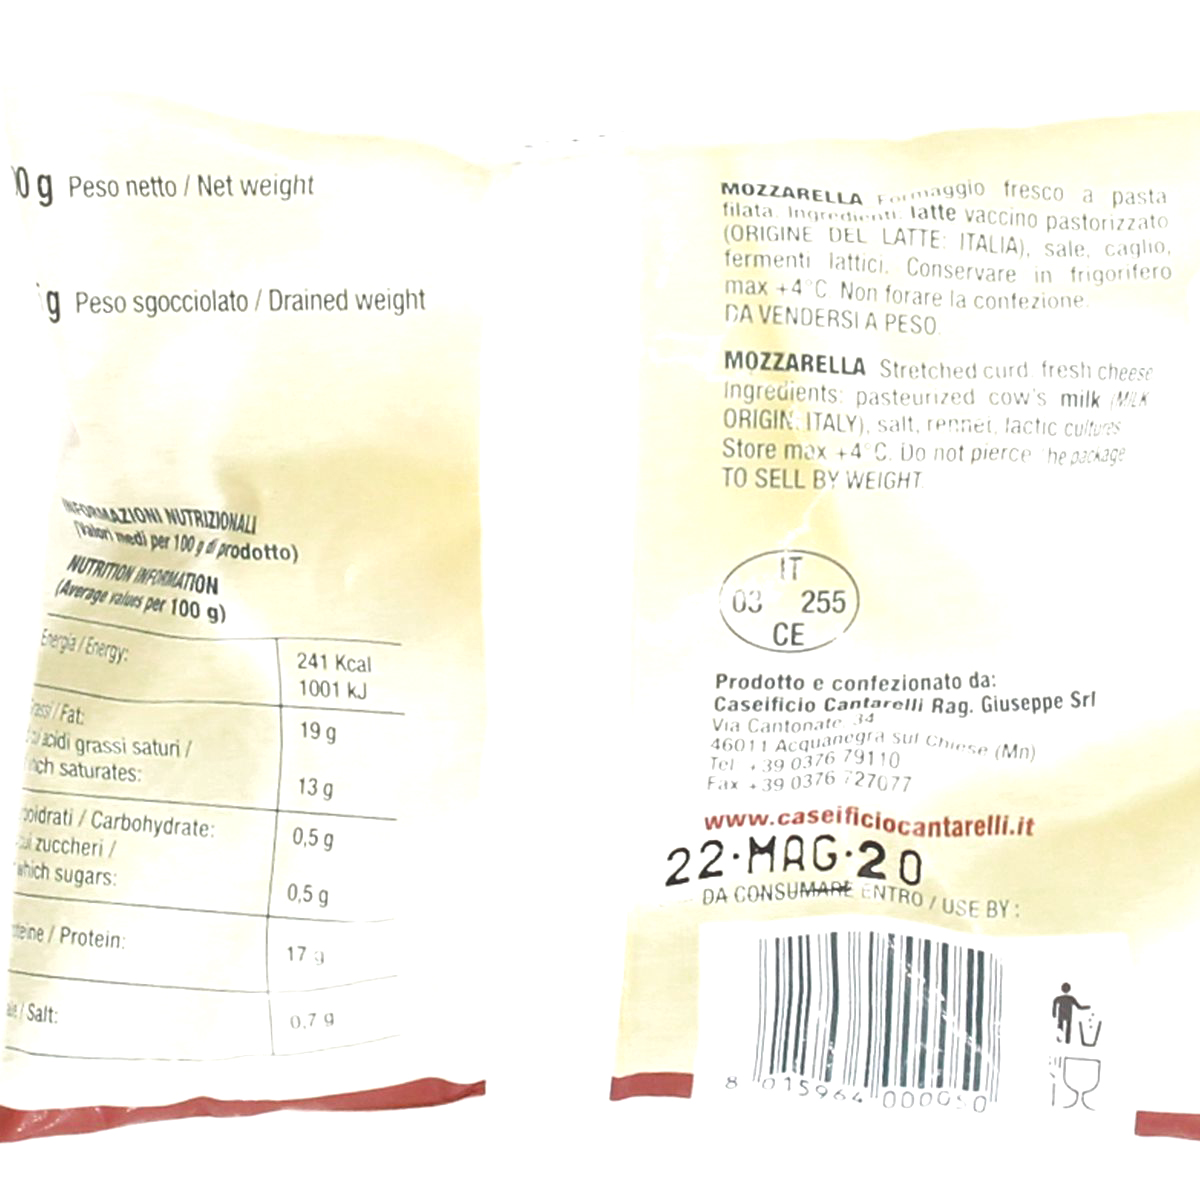 0 g Peso netto / Net weight
g Peso sgocciolato / Drained weight
INFORMAZIONI NUTRIZIONALI
(Valori medi per 100 g di prodotto)
NUTRITION INFORMATION
(Average values per 100 g)
Energia / Energy:
241 Kcal
1001 kJ
/ Fat:
19 g
acidi grassi saturi /
saturates:
13 g
/ Carbohydrate:
0,5 g
zuccheri /
which sugars:
0,5 g
/ Protein:
17 g
/ Salt:
0,7 g
MOZZARELLA Formaggio fresco a pasta
filata. Ingredienti: latte vaccino pastorizzato
(ORIGINE DEL LATTE: ITALIA), sale, caglio,
fermenti lattici. Conservare in frigorifero
max +4°C. Non forare la confezione.
DA VENDERSI A PESO.
MOZZARELLA Stretched curd fresh cheese
Ingredients: pasteurized cow's milk (MILK
ORIGIN: ITALY), salt, rennet, lactic cultures
Store max +4°C. Do not pierce the package
TO SELL BY WEIGHT
IT
03 255
CE
Prodotto e confezionato da:
Caseificio Cantarelli Rag. Giuseppe Srl
Via Cantonate, 34
46011 Acquanegra sul Chiese (Mn)
Tel. +39 0376 79110
Fax +39 0376 727077
www.caseificiocantarelli.it
22·MAG·20
DA CONSUMARE ENTRO / USE BY:
8 015964 000050